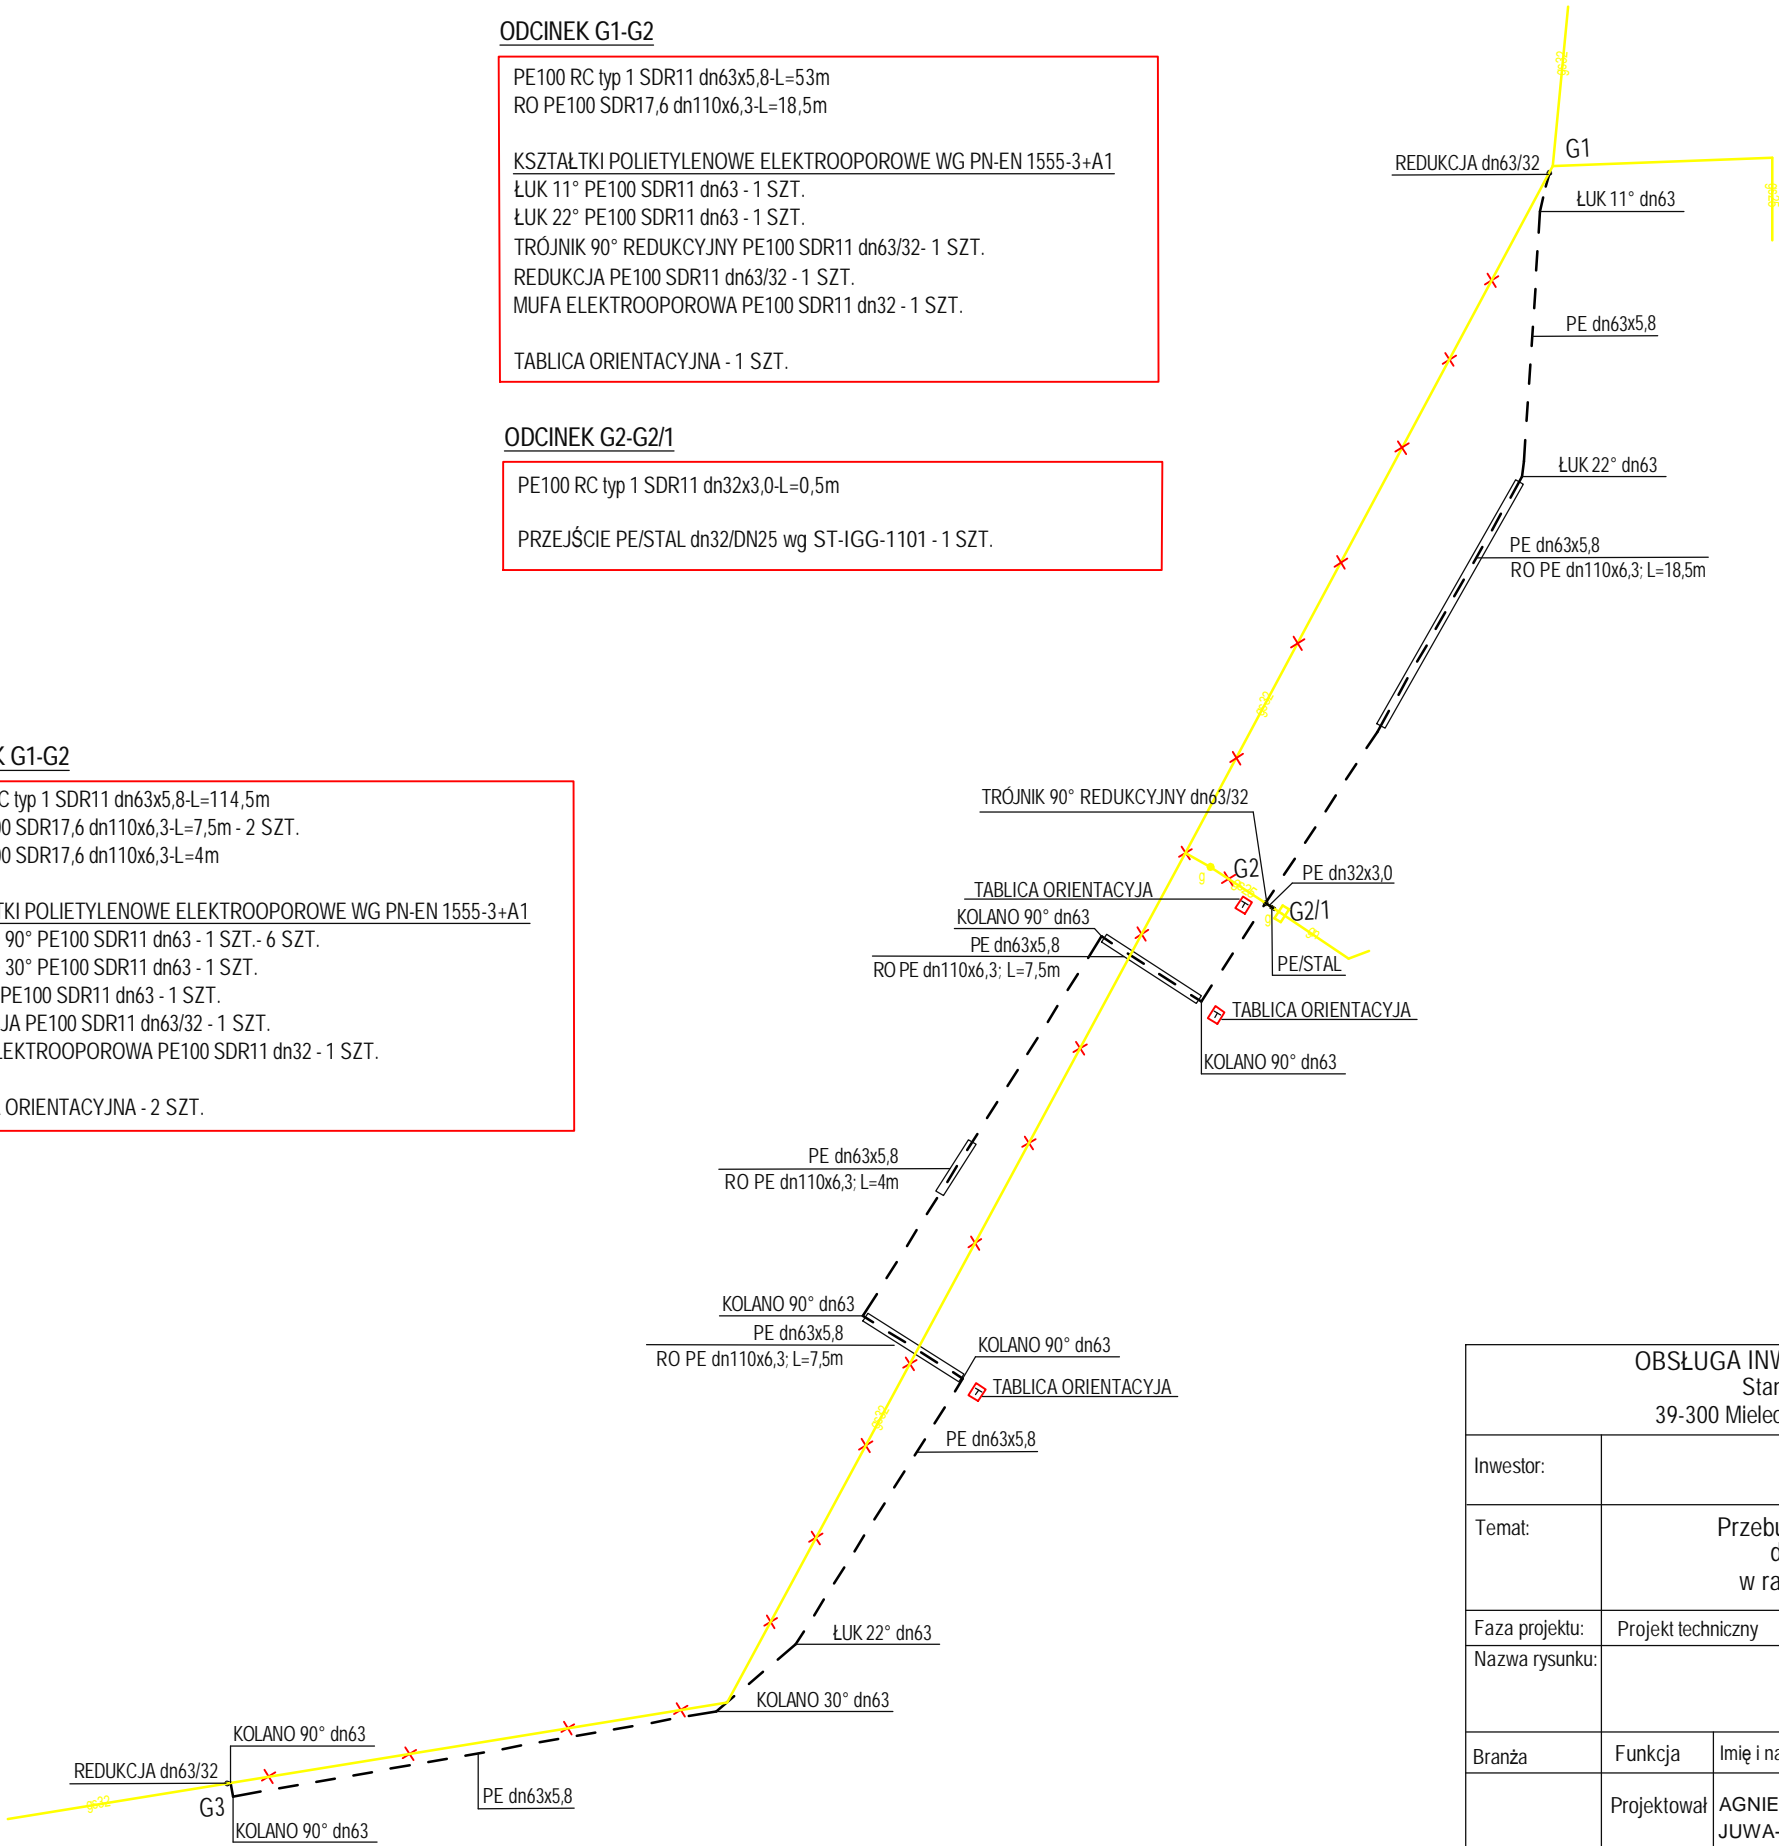 ODCINEK G1-G2
PE100 RC typ 1 SDR11 dn63x5,8-L=53m
RO PE100 SDR17,6 dn110x6,3-L=18,5m
KSZTAŁTKI POLIETYLENOWE ELEKTROOPOROWE WG PN-EN 1555-3+A1
ŁUK 11° PE100 SDR11 dn63 - 1 SZT.
ŁUK 22° PE100 SDR11 dn63 - 1 SZT.
TRÓJNIK 90° REDUKCYJNY PE100 SDR11 dn63/32- 1 SZT.
REDUKCJA PE100 SDR11 dn63/32 - 1 SZT.
MUFA ELEKTROOPOROWA PE100 SDR11 dn32 - 1 SZT.
TABLICA ORIENTACYJNA - 1 SZT.
ODCINEK G2-G2/1
PE100 RC typ 1 SDR11 dn32x3,0-L=0,5m
PRZEJŚCIE PE/STAL dn32/DN25 wg ST-IGG-1101 - 1 SZT.
K G1-G2
C typ 1 SDR11 dn63x5,8-L=114,5m
00 SDR17,6 dn110x6,3-L=7,5m - 2 SZT.
00 SDR17,6 dn110x6,3-L=4m
TKI POLIETYLENOWE ELEKTROOPOROWE WG PN-EN 1555-3+A1
90° PE100 SDR11 dn63 - 1 SZT.- 6 SZT.
30° PE100 SDR11 dn63 - 1 SZT.
PE100 SDR11 dn63 - 1 SZT.
JA PE100 SDR11 dn63/32 - 1 SZT.
LEKTROOPOROWA PE100 SDR11 dn32 - 1 SZT.
ORIENTACYJNA - 2 SZT.
gs32
G1
REDUKCJA dn63/32
ŁUK 11° dn63
PE dn63x5,8
ŁUK 22° dn63
PE dn63x5,8
RO PE dn110x6,3; L=18,5m
gs32
TRÓJNIK 90° REDUKCYJNY dn63/32
G2
PE dn32x3,0
TABLICA ORIENTACYJA
g
G2/1
g
KOLANO 90° dn63
PE dn63x5,8
RO PE dn110x6,3; L=7,5m
PE/STAL
TABLICA ORIENTACYJA
KOLANO 90° dn63
PE dn63x5,8
RO PE dn110x6,3; L=4m
KOLANO 90° dn63
PE dn63x5,8
RO PE dn110x6,3; L=7,5m
KOLANO 90° dn63
TABLICA ORIENTACYJA
gs32
PE dn63x5,8
ŁUK 22° dn63
KOLANO 30° dn63
KOLANO 90° dn63
REDUKCJA dn63/32
gs32
G3
PE dn63x5,8
KOLANO 90° dn63
OBSŁUGA INW
Star
39-300 Mielec
Inwestor:
Temat:
Przebu
d
w ra
Faza projektu:
Projekt techniczny
Nazwa rysunku:
Branża
Funkcja
Imię i na
Projektował
AGNIE
JUWA-